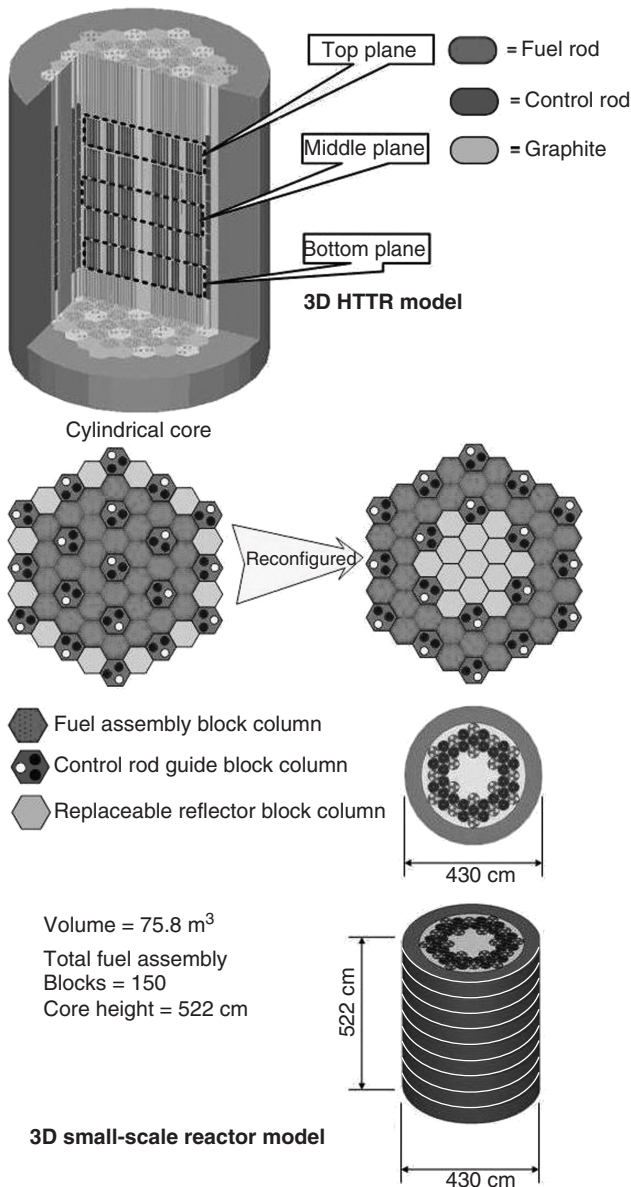 Top plane
= Fuel rod
= Control rod
Middle plane
= Graphite
Bottom plane
3D HTTR model
Cylindrical core
Reconfigured
Fuel assembly block column
Control rod guide block column
Replaceable reflector block column
430 cm
Volume = 75.8 m³
Total fuel assembly
Blocks = 150
Core height = 522 cm
522 cm
3D small-scale reactor model
430 cm